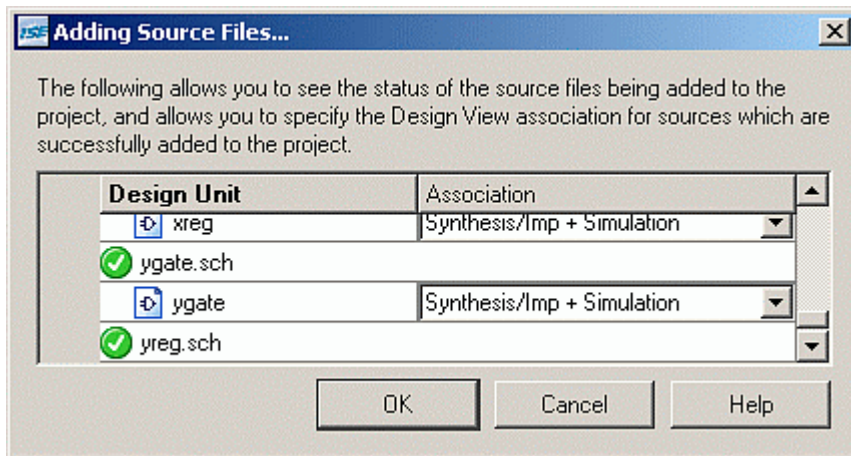 ISE Adding Source Files...
The following allows you to see the status of the source files being added to the
project, and allows you to specify the Design View association for sources which are
successfully added to the project.
Design Unit Association
xreg Synthesis/Imp + Simulation
ygate.sch
ygate Synthesis/Imp + Simulation
yreg.sch
OK Cancel Help